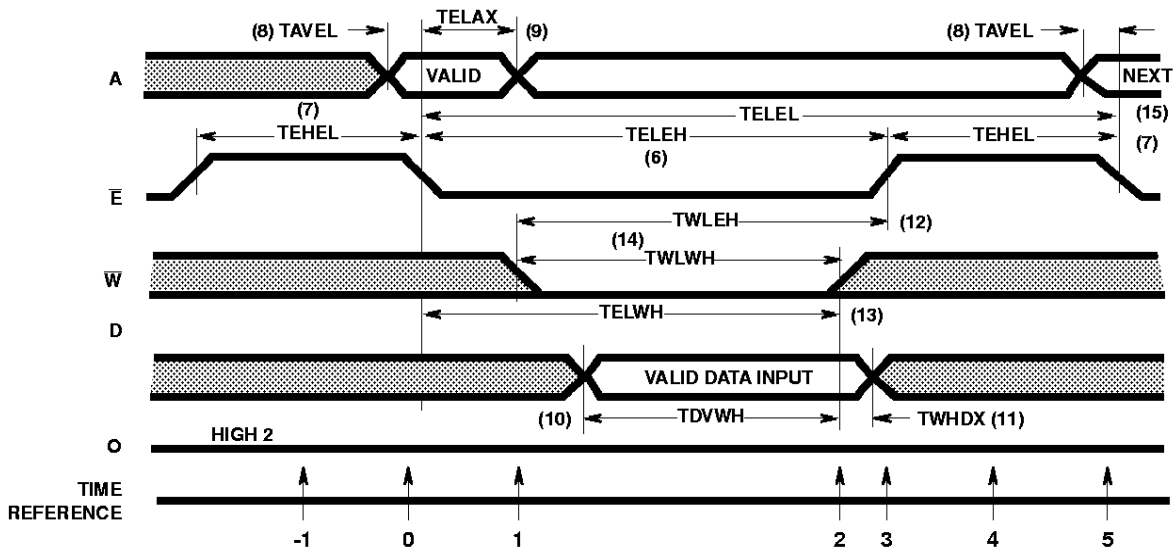 TELAX
(8) TAVEL (9) (8) TAVEL
A VALID NEXT
(7) TELEL (15)
TEHEL TELEH TEHEL (7)
(6)
E
TWLEH (12)
(14)
W TWLWH
TELWH (13)
D
VALID DATA INPUT
(10) TDVWH TWHDX (11)
HIGH 2
O
TIME
REFERENCE
-1 0 1 2 3 4 5